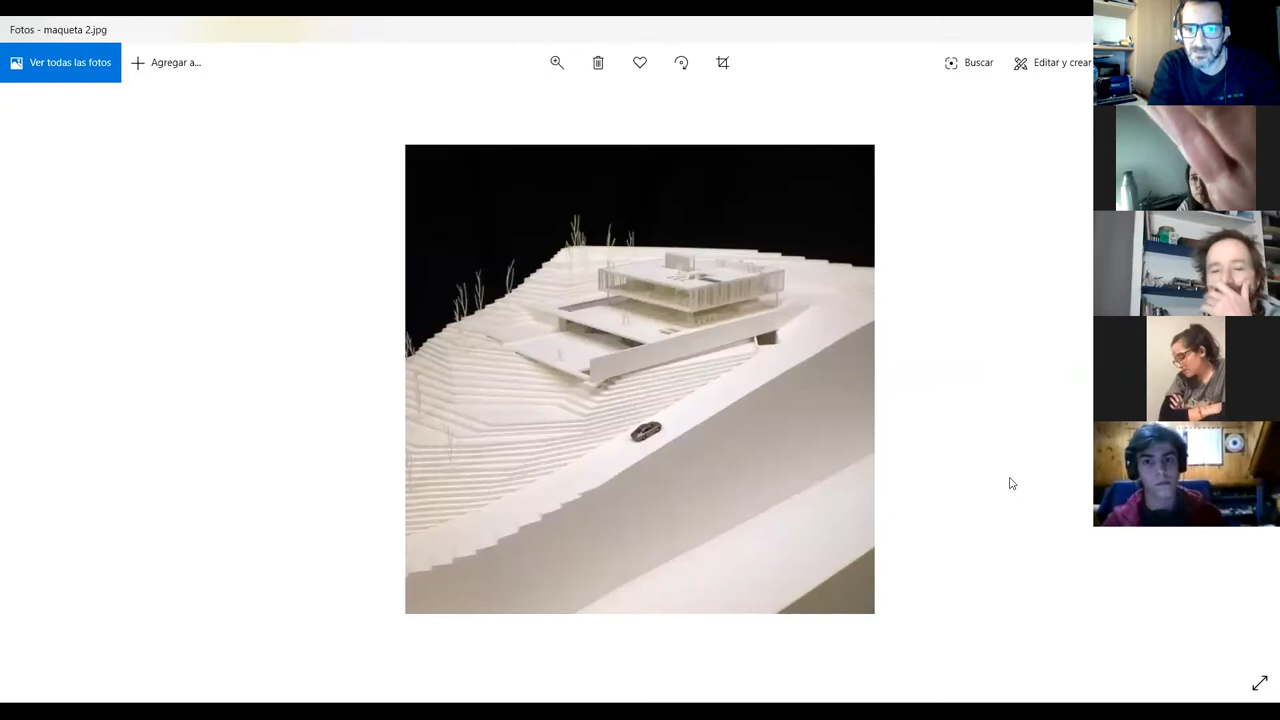 Fotos - maqueta 2.jpg
Ver todas las fotos
Agregar a...
Buscar
Editar y crear